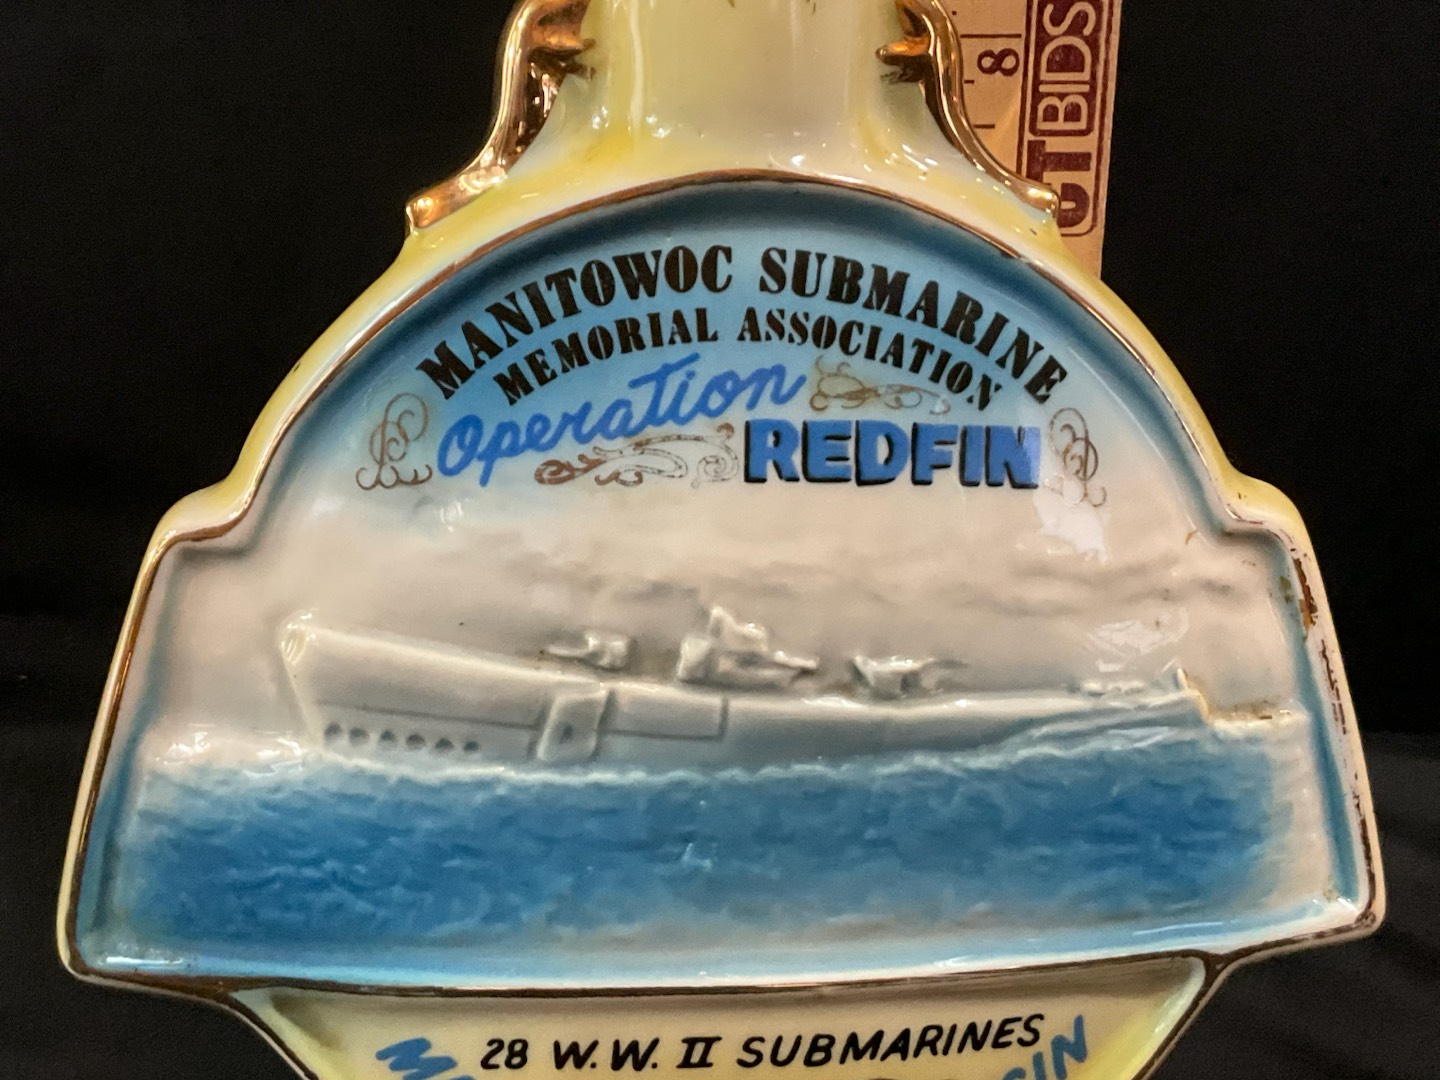 MANITOWOC SUBMARINE
MEMORIAL ASSOCIATION
Operation
REDFIN
28 W.W. II SUBMARINES
8
BIDS